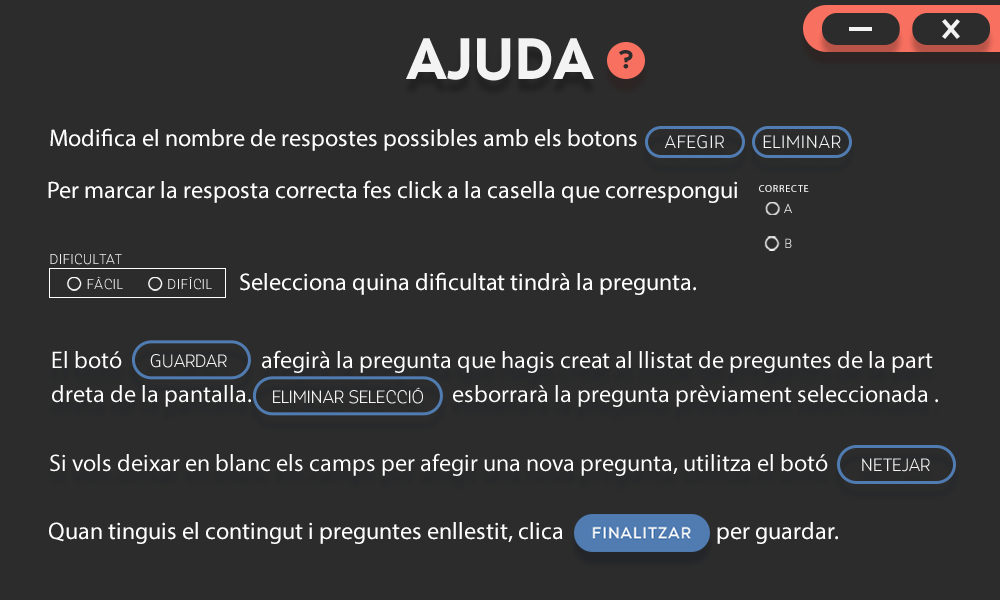 AJUDA ?
Modifica el nombre de respostes possibles amb els botons AFEGIR ELIMINAR
Per marcar la resposta correcta fes click a la casella que correspongui CORRECTE
A
B
DIFICULTAT
FÀCIL DIFÍCIL Selecciona quina dificultat tindrà la pregunta.
El botó GUARDAR afegirà la pregunta que hagis creat al llistat de preguntes de la part
dreta de la pantalla. ELIMINAR SELECCIÓ esborrarà la pregunta prèviament seleccionada .
Si vols deixar en blanc els camps per afegir una nova pregunta, utilitza el botó NETEJAR
Quan tinguis el contingut i preguntes enllestit, clica FINALITZAR per guardar.